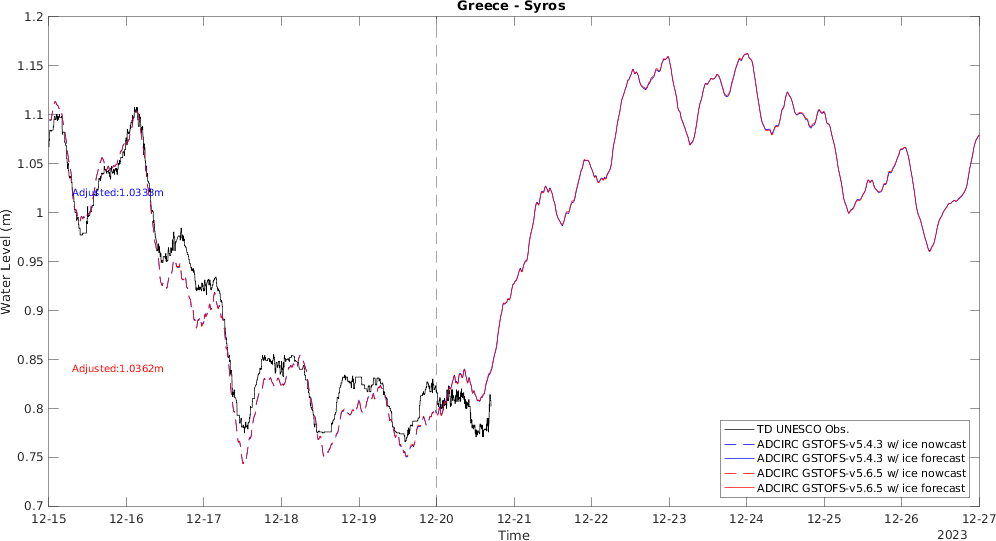 Greece - Syros
1.2
1.15
1.1
1.05
1
0.95
0.9
0.85
0.8
0.75
0.7
Water Level (m)
Adjusted:1.0333m
Adjusted:1.0362m
TD UNESCO Obs.
ADCIRC GSTOFS-v5.4.3 w/ ice nowcast
ADCIRC GSTOFS-v5.4.3 w/ ice forecast
ADCIRC GSTOFS-v5.6.5 w/ ice nowcast
ADCIRC GSTOFS-v5.6.5 w/ ice forecast
12-15 12-16 12-17 12-18 12-19 12-20 12-21 12-22 12-23 12-24 12-25 12-26 12-27
Time
2023